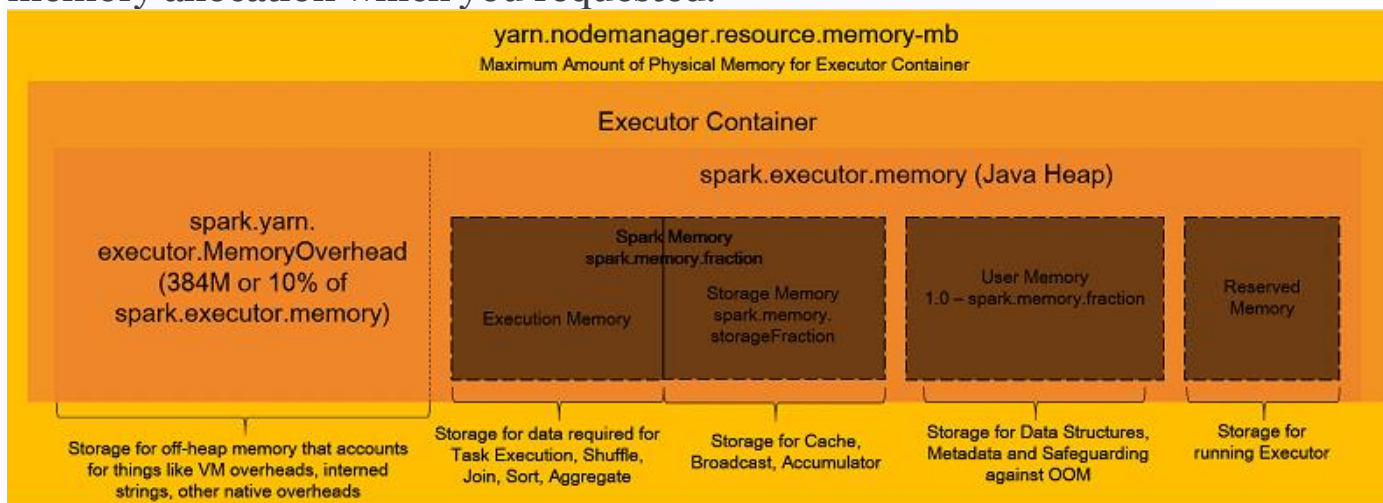 memory allocation which you requested.
yarn.nodemanager.resource.memory-mb
Maximum Amount of Physical Memory for Executor Container
Executor Container
spark.executor.memory (Java Heap)
spark.yarn.
executor.MemoryOverhead
(384M or 10% of
spark.executor.memory)
Spark Memory
spark.memory.fraction
Execution Memory
Storage Memory
spark.memory.
storageFraction
User Memory
1.0 – spark.memory.fraction
Reserved
Memory
Storage for off-heap memory that accounts
for things like VM overheads, interned
strings, other native overheads
Storage for data required for
Task Execution, Shuffle,
Join, Sort, Aggregate
Storage for Cache,
Broadcast, Accumulator
Storage for Data Structures,
Metadata and Safeguarding
against OOM
Storage for
running Executor